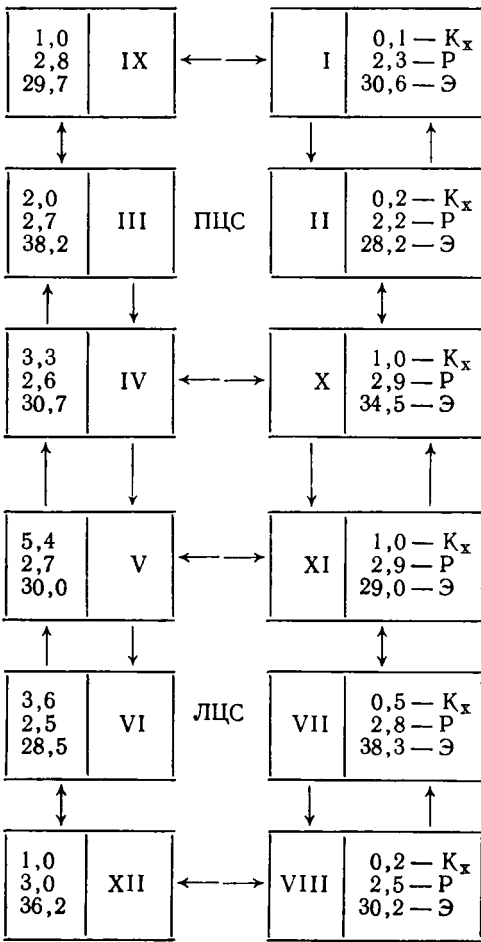 1,0
2,8
29,7
IX
I
0,1 — Kₓ
2,3 — P
30,6 — Э
2,0
2,7
38,2
III
ПЦС
II
0,2 — Kₓ
2,2 — P
28,2 — Э
3,3
2,6
30,7
IV
X
1,0 — Kₓ
2,9 — P
34,5 — Э
5,4
2,7
30,0
V
XI
1,0 — Kₓ
2,9 — P
29,0 — Э
3,6
2,5
28,5
VI
ЛЦС
VII
0,5 — Kₓ
2,8 — P
38,3 — Э
1,0
3,0
36,2
XII
VIII
0,2 — Kₓ
2,5 — P
30,2 — Э